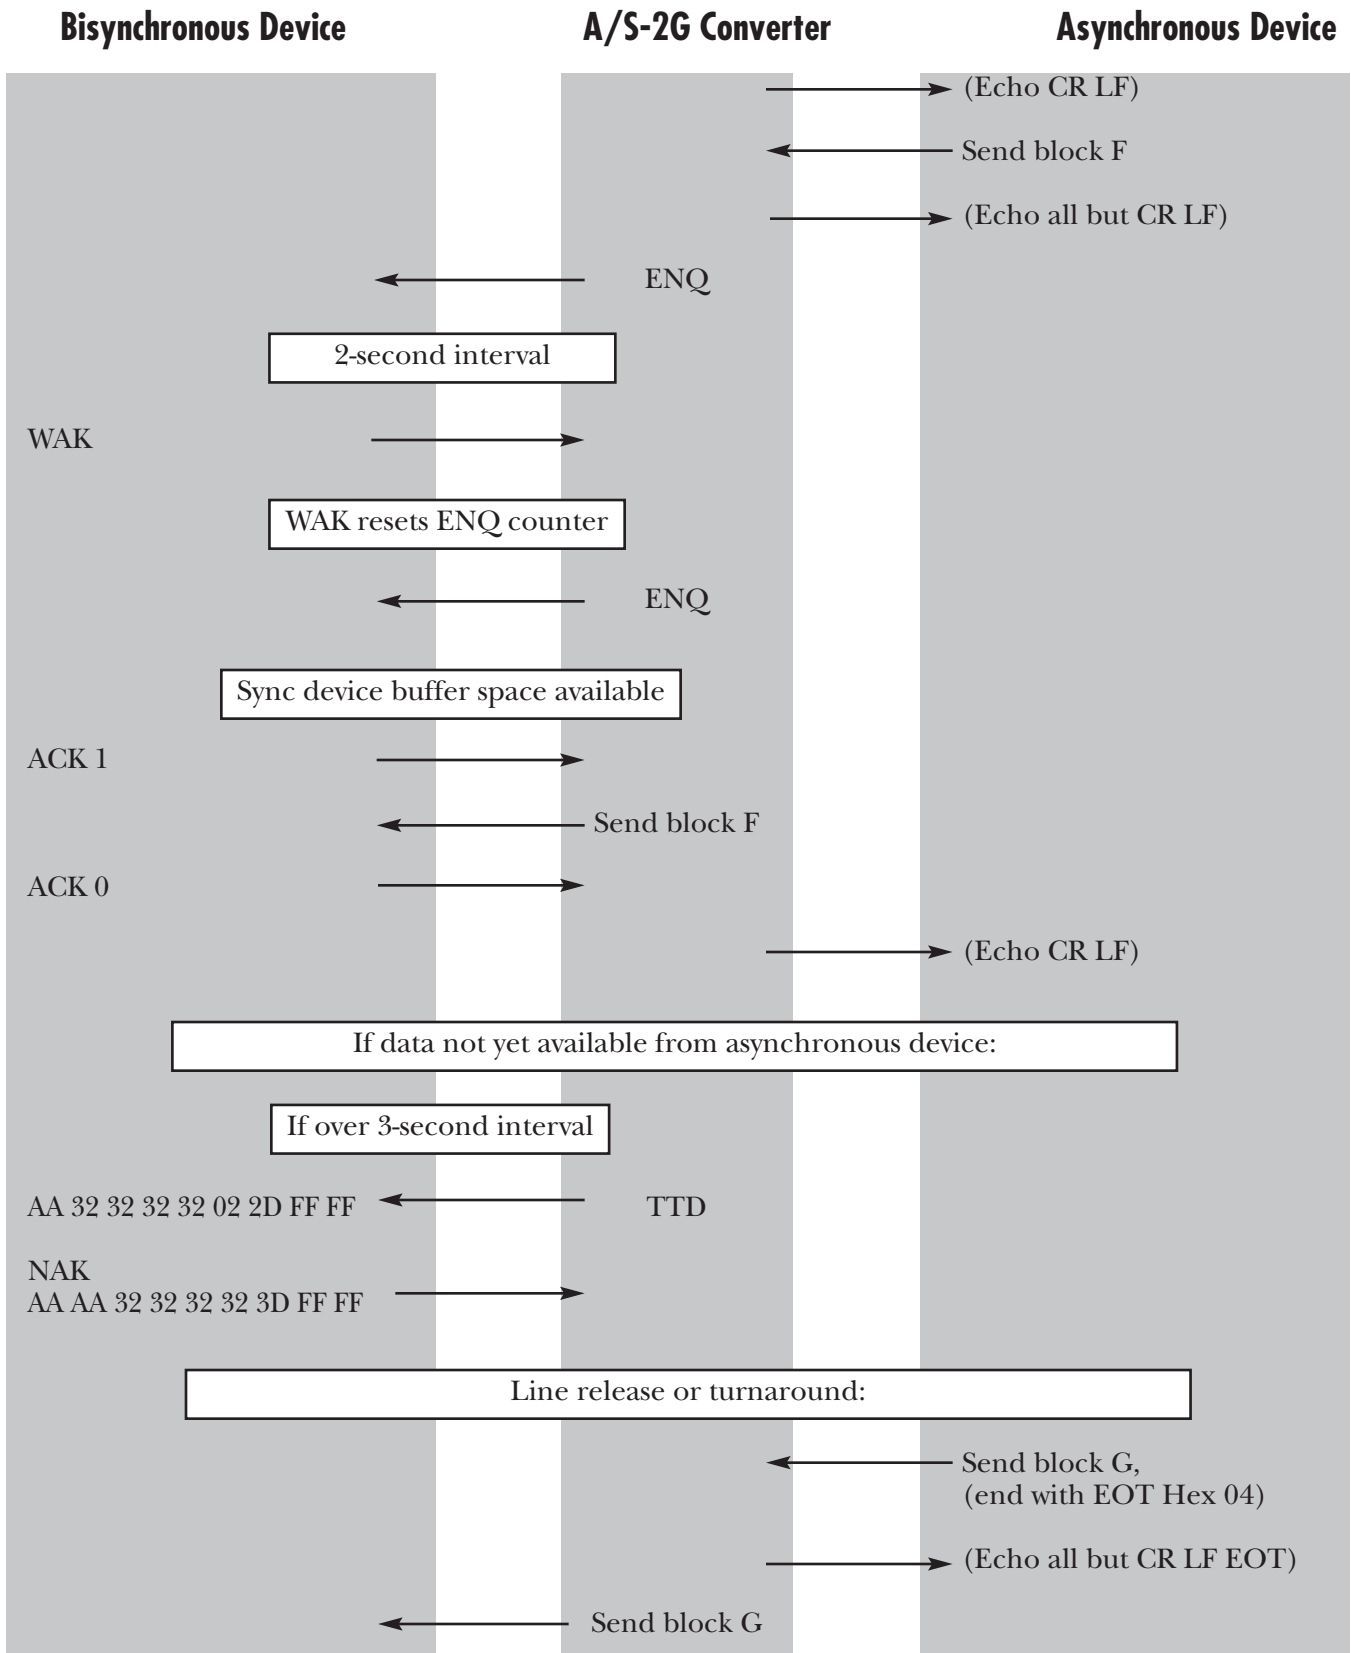 Bisynchronous Device
A/S-2G Converter
Asynchronous Device
(Echo CR LF)
Send block F
(Echo all but CR LF)
ENQ
2-second interval
WAK
WAK resets ENQ counter
ENQ
Sync device buffer space available
ACK 1
Send block F
ACK 0
(Echo CR LF)
If data not yet available from asynchronous device:
If over 3-second interval
AA 32 32 32 32 02 2D FF FF
TTD
NAK
AA AA 32 32 32 32 3D FF FF
Line release or turnaround:
Send block G,
(end with EOT Hex 04)
(Echo all but CR LF EOT)
Send block G